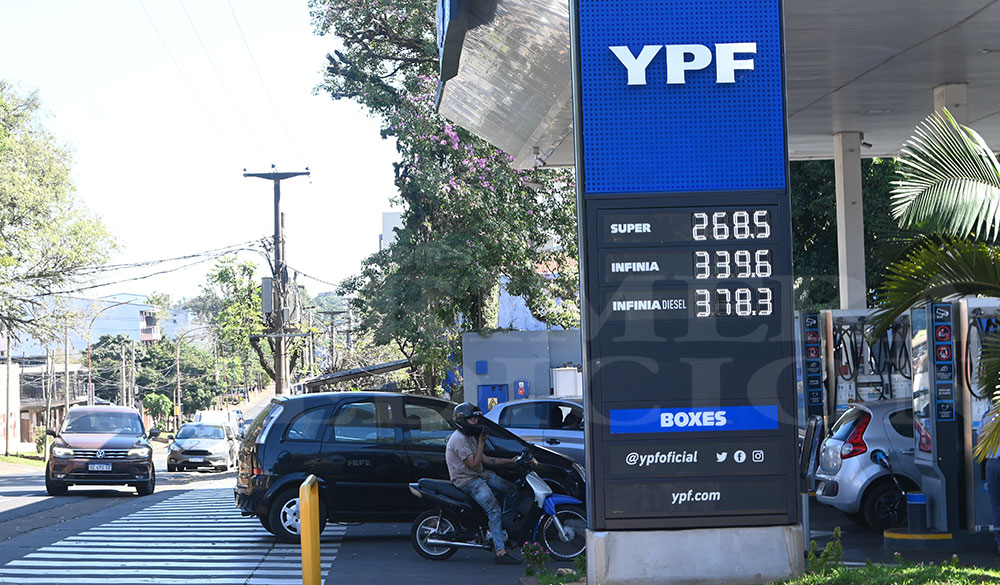 YPF
SUPER 268.5
INFINIA 339.6
INFINIA DIESEL 378.3
BOXES
@ypfoficial
ypf.com